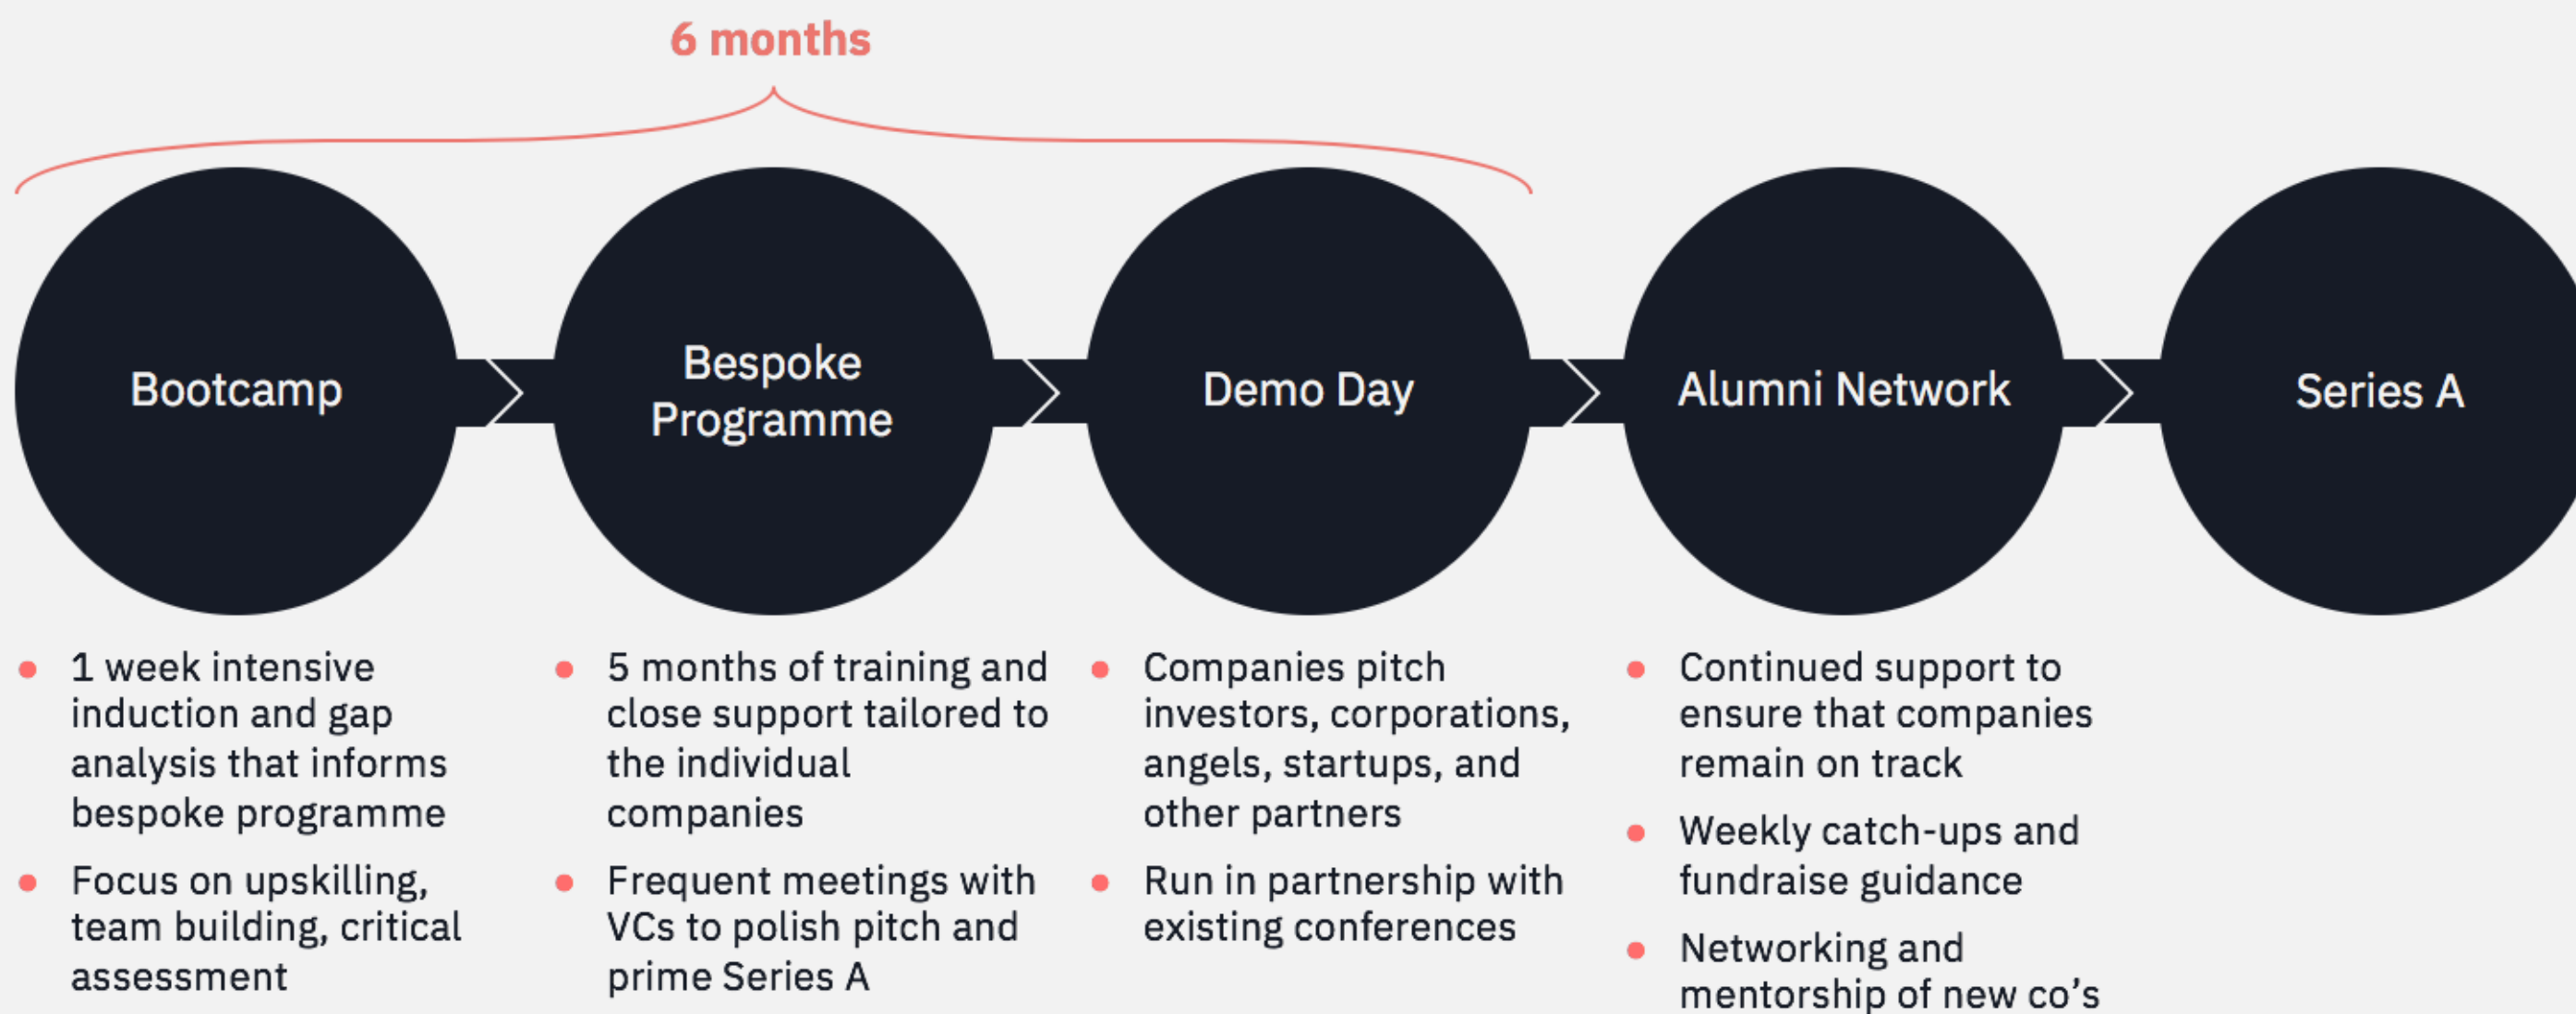 6 months
Bootcamp
Bespoke
Programme
Demo Day
Alumni Network
Series A
1 week intensive
induction and gap
analysis that informs
bespoke programme
Focus on upskilling,
team building, critical
assessment
5 months of training and
close support tailored to
the individual
companies
Frequent meetings with
VCs to polish pitch and
prime Series A
Companies pitch
investors, corporations,
angels, startups, and
other partners
Run in partnership with
existing conferences
Continued support to
ensure that companies
remain on track
Weekly catch-ups and
fundraise guidance
Networking and
mentorship of new co’s